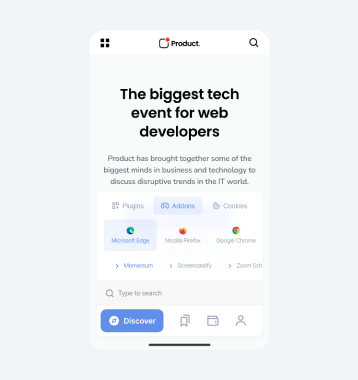 Product.
The biggest tech
event for web
developers
Product has brought together some of the
biggest minds in business and technology to
discuss disruptive trends in the IT world.
Plugins Addons Cookies
Microsoft Edge Mozilla Firefox Google Chrome
Momentum Screencastify Zoom Sch
Type to search
Discover